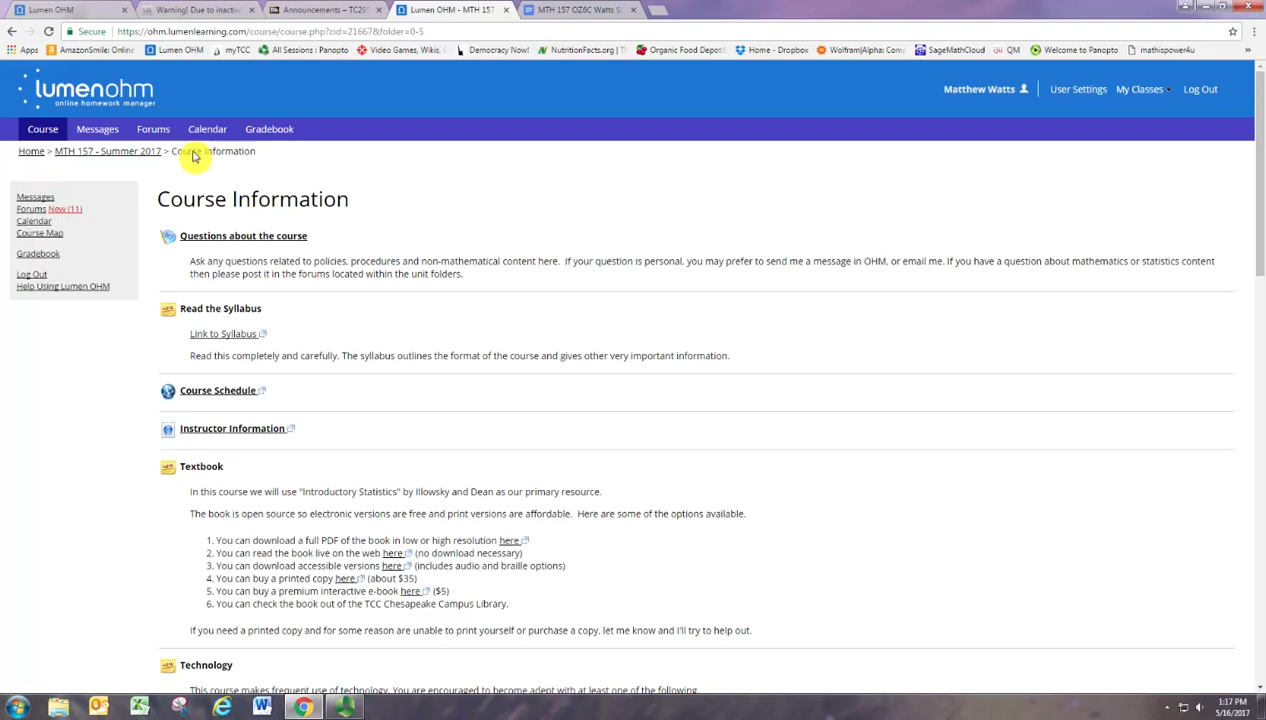 Lumen OHM
Warning! Due to inacti
Announcements – TC295
Lumen OHM - MTH 157
MTH 157 OZ6C Watts S
Secure
https://ohm.lumenlearning.com/course/course.php?cid=21667&folder=0-5
Apps
AmazonSmile: Online
Lumen OHM
myTCC
All Sessions : Panopto
Video Games, Wikis,
Democracy Now!
NutritionFacts.org | T
Organic Food Depot
Home - Dropbox
Wolfram|Alpha: Comp
SageMathCloud
QM
Welcome to Panopto
mathispower4u
lumenohm
online homework manager
Matthew Watts
User Settings
My Classes
Log Out
Course
Messages
Forums
Calendar
Gradebook
Home > MTH 157 - Summer 2017 > Course Information
Messages
Forums New (11)
Calendar
Course Map
Gradebook
Log Out
Help Using Lumen OHM
Course Information
Questions about the course
Ask any questions related to policies, procedures and non-mathematical content here. If your question is personal, you may prefer to send me a message in OHM, or email me. If you have a question about mathematics or statistics content
then please post it in the forums located within the unit folders.
Read the Syllabus
Link to Syllabus
Read this completely and carefully. The syllabus outlines the format of the course and gives other very important information.
Course Schedule
Instructor Information
Textbook
In this course we will use "Introductory Statistics" by Illowsky and Dean as our primary resource.
The book is open source so electronic versions are free and print versions are affordable. Here are some of the options available.
1. You can download a full PDF of the book in low or high resolution here
2. You can read the book live on the web here (no download necessary)
3. You can download accessible versions here (includes audio and braille options)
4. You can buy a printed copy here (about $35)
5. You can buy a premium interactive e-book here ($5)
6. You can check the book out of the TCC Chesapeake Campus Library.
If you need a printed copy and for some reason are unable to print yourself or purchase a copy, let me know and I'll try to help out.
Technology
This course makes frequent use of technology. You are encouraged to become adept with at least one of the following.
1:17 PM
5/16/2017